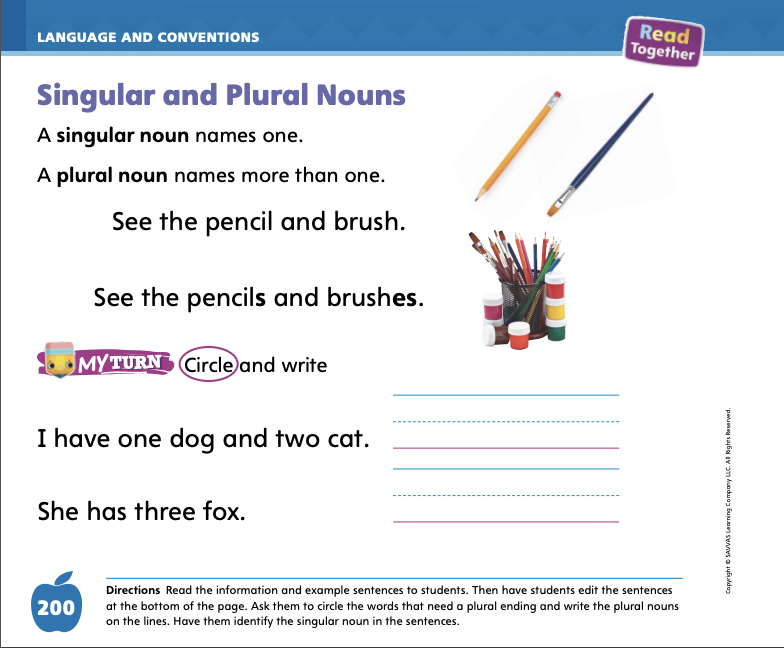 LANGUAGE AND CONVENTIONS
Read
Together
Singular and Plural Nouns
A singular noun names one.
A plural noun names more than one.
See the pencil and brush.
See the pencils and brushes.
MY TURN Circle and write
I have one dog and two cat.
She has three fox.
200
Directions Read the information and example sentences to students. Then have students edit the sentences
at the bottom of the page. Ask them to circle the words that need a plural ending and write the plural nouns
on the lines. Have them identify the singular noun in the sentences.
Copyright © SAVVAS Learning Company LLC. All Rights Reserved.